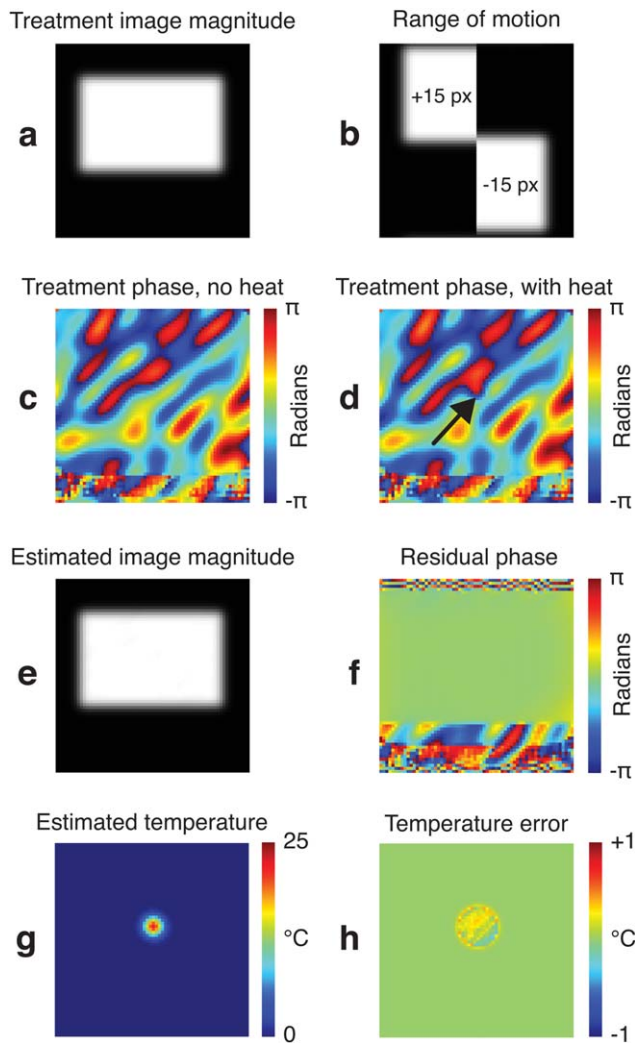 Treatment image magnitude
Range of motion
a
b
+15 px
-15 px
Treatment phase, no heat
Treatment phase, with heat
c
π
Radians
-π
d
π
Radians
-π
Estimated image magnitude
Residual phase
e
f
π
Radians
-π
Estimated temperature
Temperature error
g
25
°C
0
h
+1
°C
-1